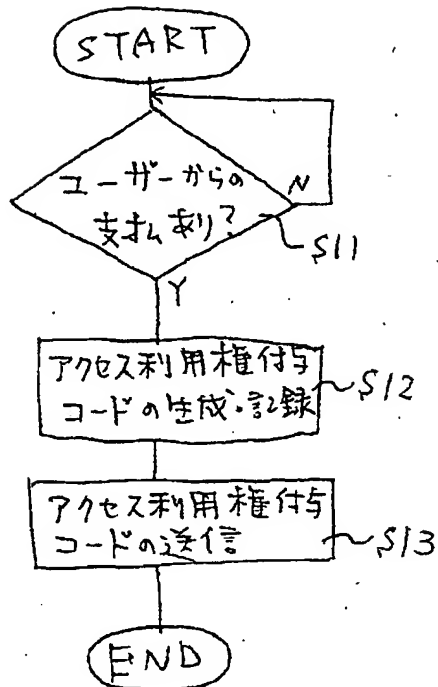 START
ユーザーからの
支払あり?
N
S11
Y
アクセス利用権付与
コードの生成・記録
S12
アクセス利用権付与
コードの送信
S13
END